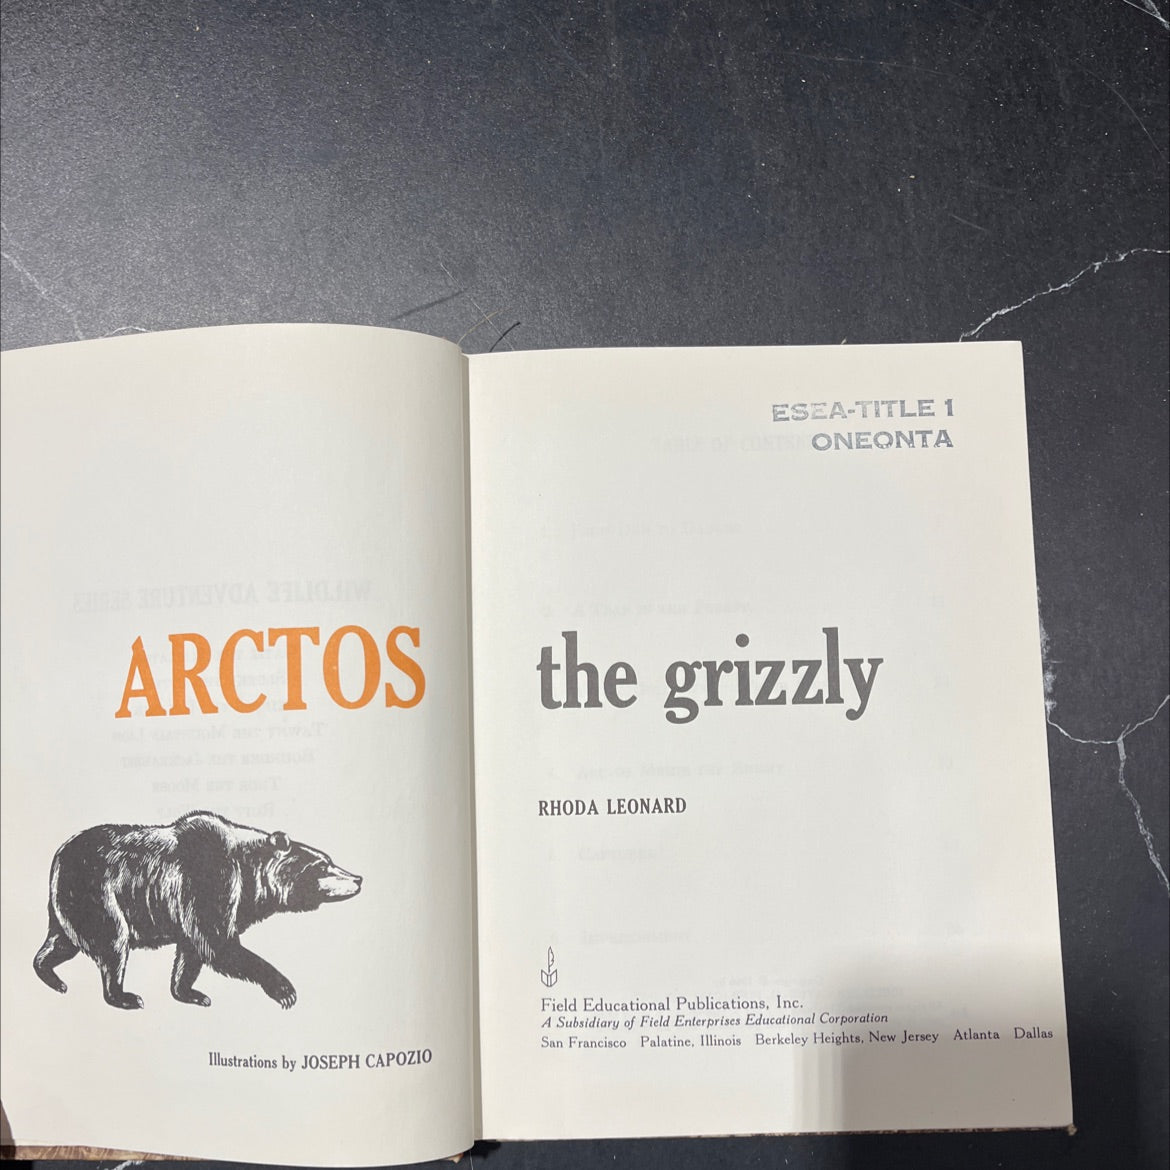 ARCTOS
Illustrations by JOSEPH CAPOZIO
ESEA-TITLE 1
ONEONTA
the grizzly
RHODA LEONARD
Field Educational Publications, Inc.
A Subsidiary of Field Enterprises Educational Corporation
San Francisco Palatine, Illinois Berkeley Heights, New Jersey Atlanta Dallas